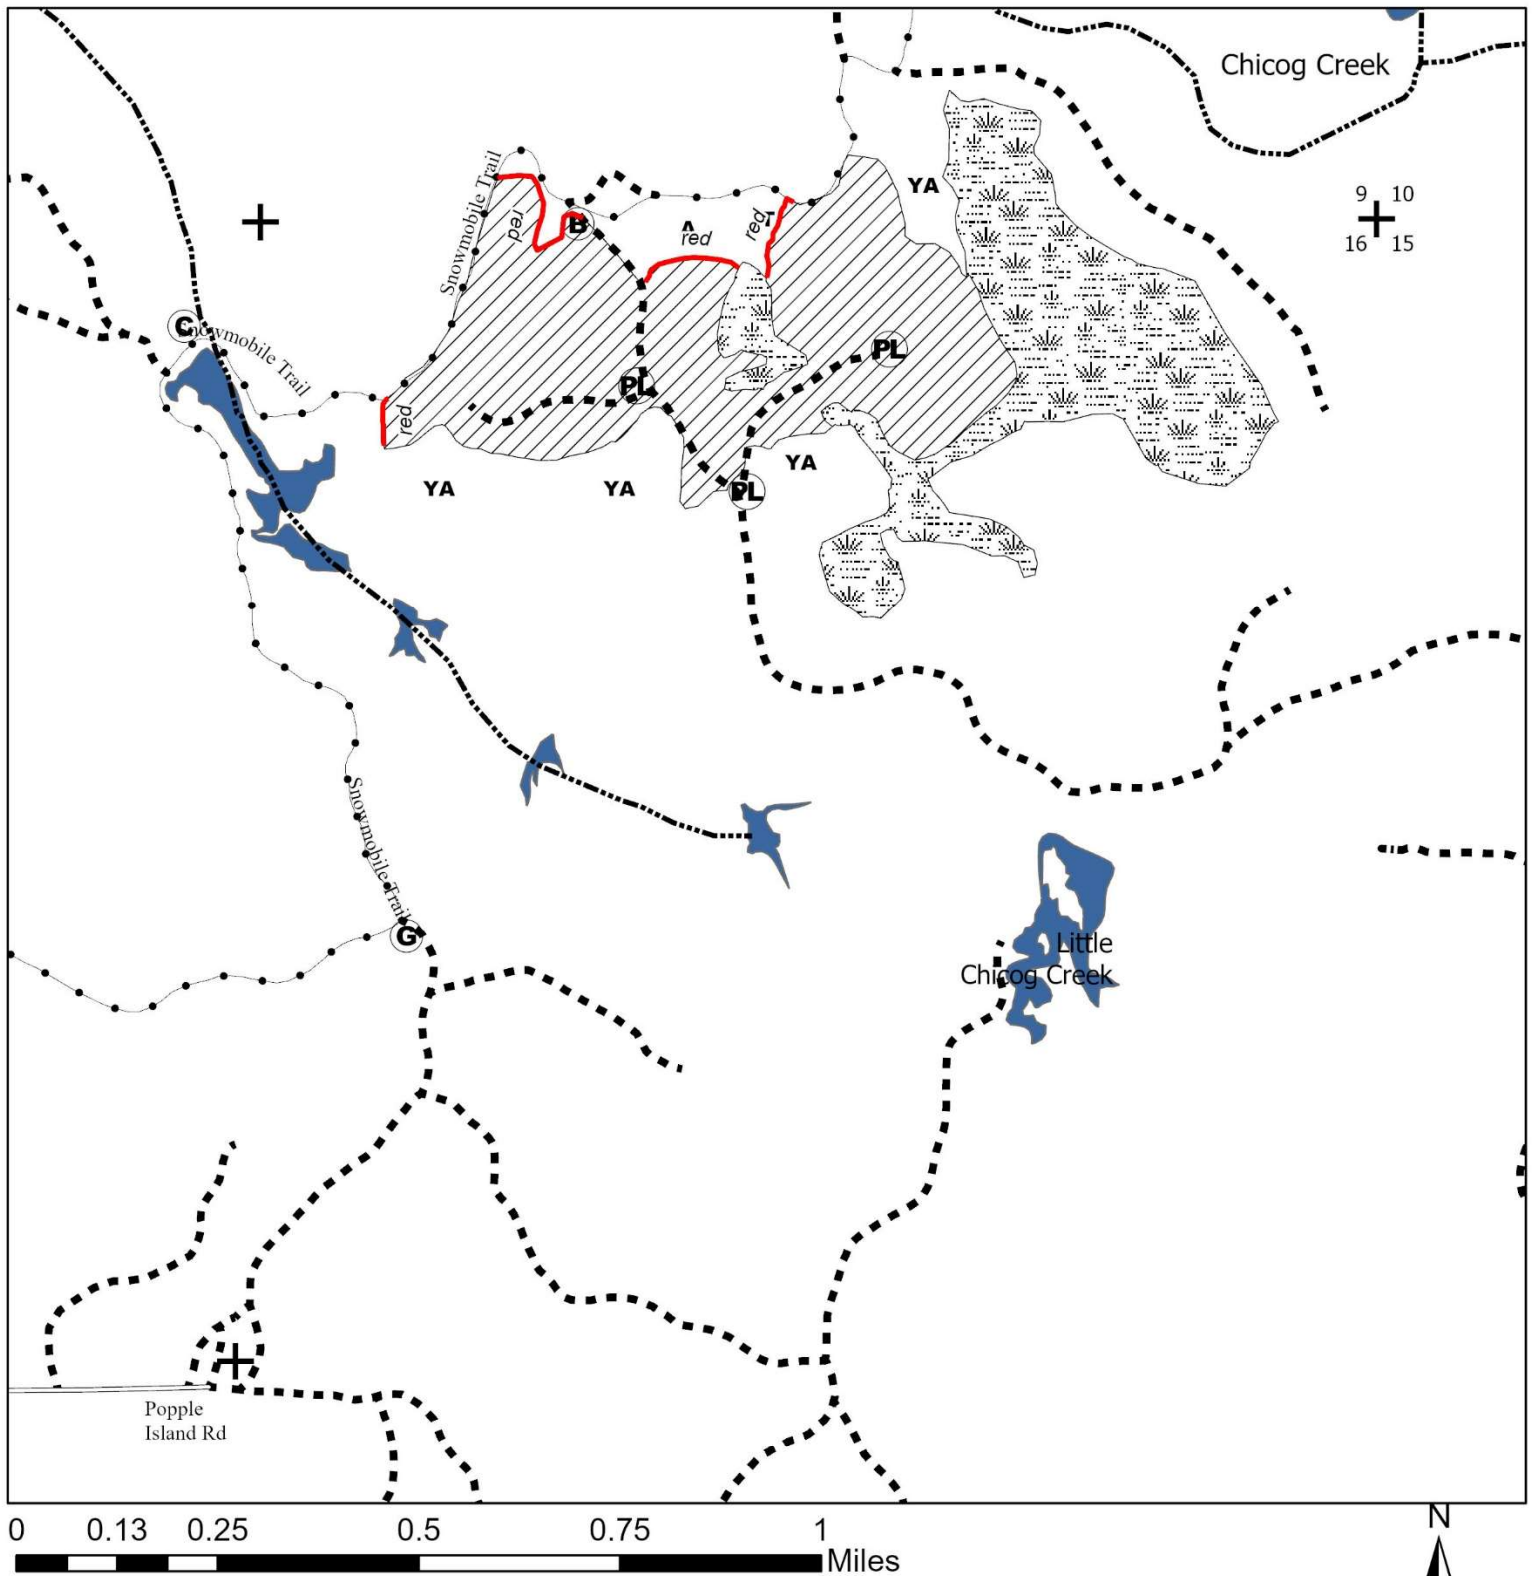 Chicog Creek
9 10
16 15
YA
Snowmobile Trail
red
B
A
red
red
C
Snowmobile Trail
PL
PL
red
YA
YA
YA
PL
Snowmobile Trail
G
Little
Chicog Creek
Popple
Island Rd
0 0.13 0.25 0.5 0.75 1
Miles
N